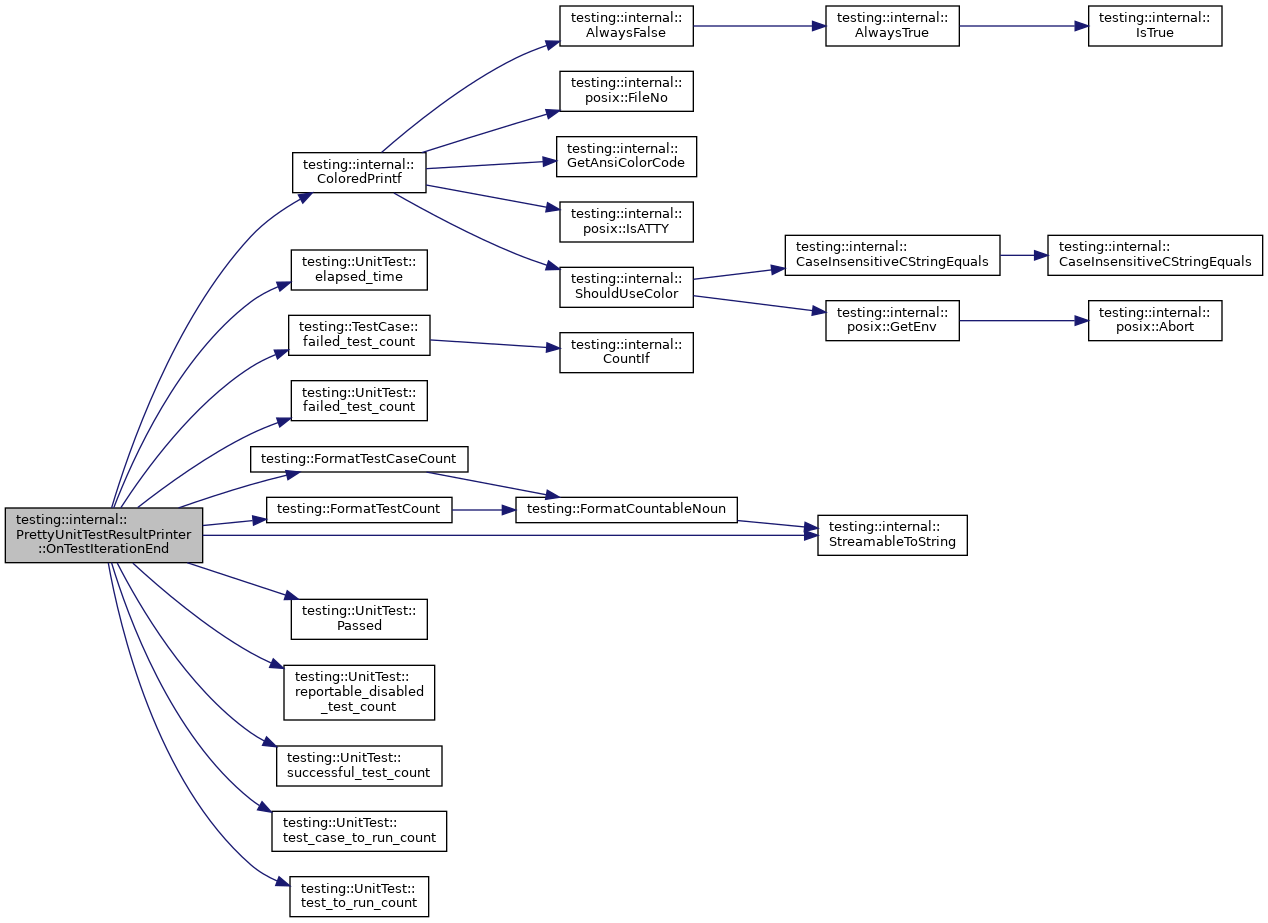 testing::internal::
AlwaysFalse
testing::internal::
AlwaysTrue
testing::internal::
IsTrue
testing::internal::
posix::FileNo
testing::internal::
ColoredPrintf
testing::internal::
GetAnsiColorCode
testing::internal::
posix::IsATTY
testing::internal::
ShouldUseColor
testing::internal::
CaseInsensitiveCStringEquals
testing::internal::
CaseInsensitiveCStringEquals
testing::internal::
posix::GetEnv
testing::internal::
posix::Abort
testing::UnitTest::
elapsed_time
testing::TestCase::
failed_test_count
testing::internal::
CountIf
testing::UnitTest::
failed_test_count
testing::FormatTestCaseCount
testing::FormatTestCount
testing::FormatCountableNoun
testing::internal::
StreamableToString
testing::internal::
PrettyUnitTestResultPrinter
::OnTestIterationEnd
testing::UnitTest::
Passed
testing::UnitTest::
reportable_disabled
_test_count
testing::UnitTest::
successful_test_count
testing::UnitTest::
test_case_to_run_count
testing::UnitTest::
test_to_run_count